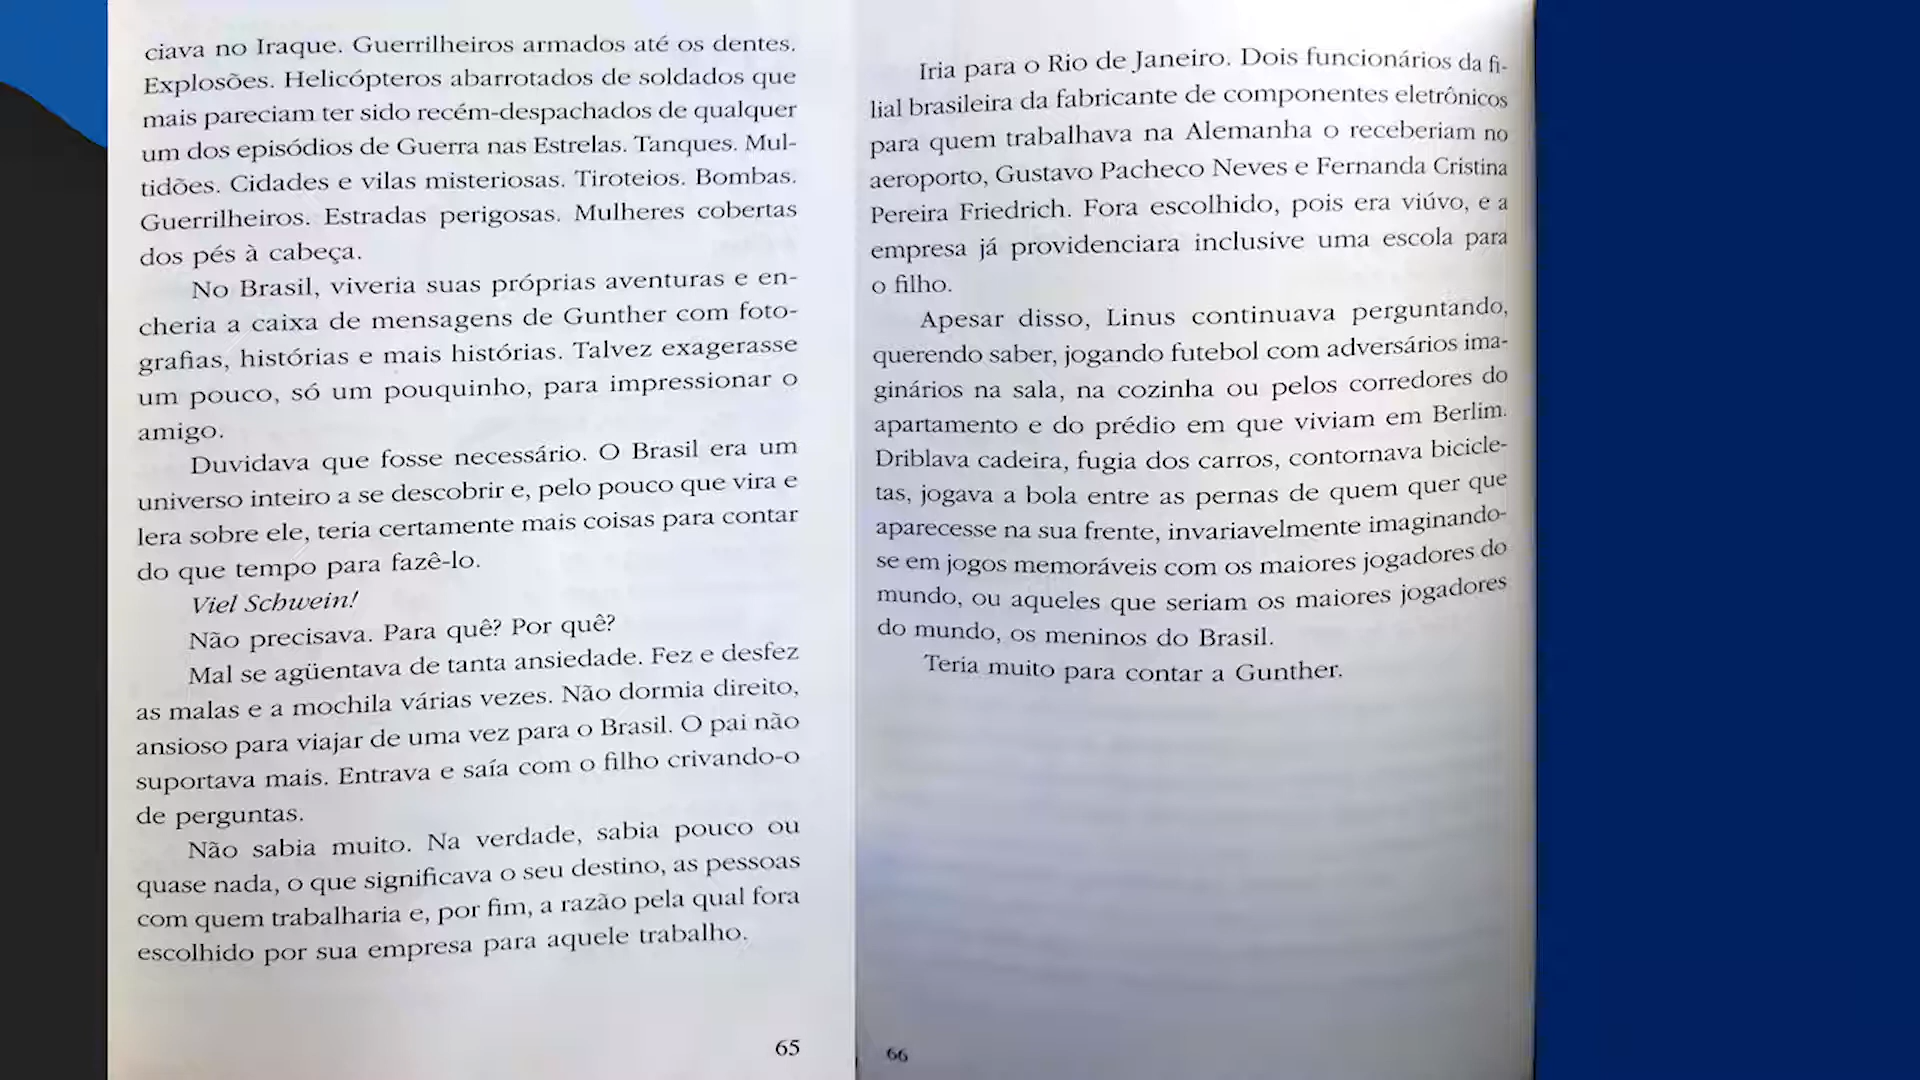 ciava no Iraque. Guerrilheiros armados até os dentes.
Explosões. Helicópteros abarrotados de soldados que
mais pareciam ter sido recém-despachados de qualquer
um dos episódios de Guerra nas Estrelas. Tanques. Mul-
tidões. Cidades e vilas misteriosas. Tiroteios. Bombas.
Guerrilheiros. Estradas perigosas. Mulheres cobertas
dos pés à cabeça.
No Brasil, viveria suas próprias aventuras e en-
cheria a caixa de mensagens de Gunther com foto-
grafias, histórias e mais histórias. Talvez exagerasse
um pouco, só um pouquinho, para impressionar o
amigo.
Duvidava que fosse necessário. O Brasil era um
universo inteiro a se descobrir e, pelo pouco que vira e
lera sobre ele, teria certamente mais coisas para contar
do que tempo para fazê-lo.
Viel Schwein!
Não precisava. Para quê? Por quê?
Mal se agüentava de tanta ansiedade. Fez e desfez
as malas e a mochila várias vezes. Não dormia direito,
ansioso para viajar de uma vez para o Brasil. O pai não
suportava mais. Entrava e saía com o filho crivando-o
de perguntas.
Não sabia muito. Na verdade, sabia pouco ou
quase nada, o que significava o seu destino, as pessoas
com quem trabalharia e, por fim, a razão pela qual fora
escolhido por sua empresa para aquele trabalho.
65
Iria para o Rio de Janeiro. Dois funcionários da fi-
lial brasileira da fabricante de componentes eletrônicos
para quem trabalhava na Alemanha o receberiam no
aeroporto, Gustavo Pacheco Neves e Fernanda Cristina
Pereira Friedrich. Fora escolhido, pois era viúvo, e a
empresa já providenciara inclusive uma escola para
o filho.
Apesar disso, Linus continuava perguntando,
querendo saber, jogando futebol com adversários ima-
ginários na sala, na cozinha ou pelos corredores do
apartamento e do prédio em que viviam em Berlim.
Driblava cadeira, fugia dos carros, contornava bicicle-
tas, jogava a bola entre as pernas de quem quer que
aparecesse na sua frente, invariavelmente imaginando-
se em jogos memoráveis com os maiores jogadores do
mundo, ou aqueles que seriam os maiores jogadores
do mundo, os meninos do Brasil.
Teria muito para contar a Gunther.
66